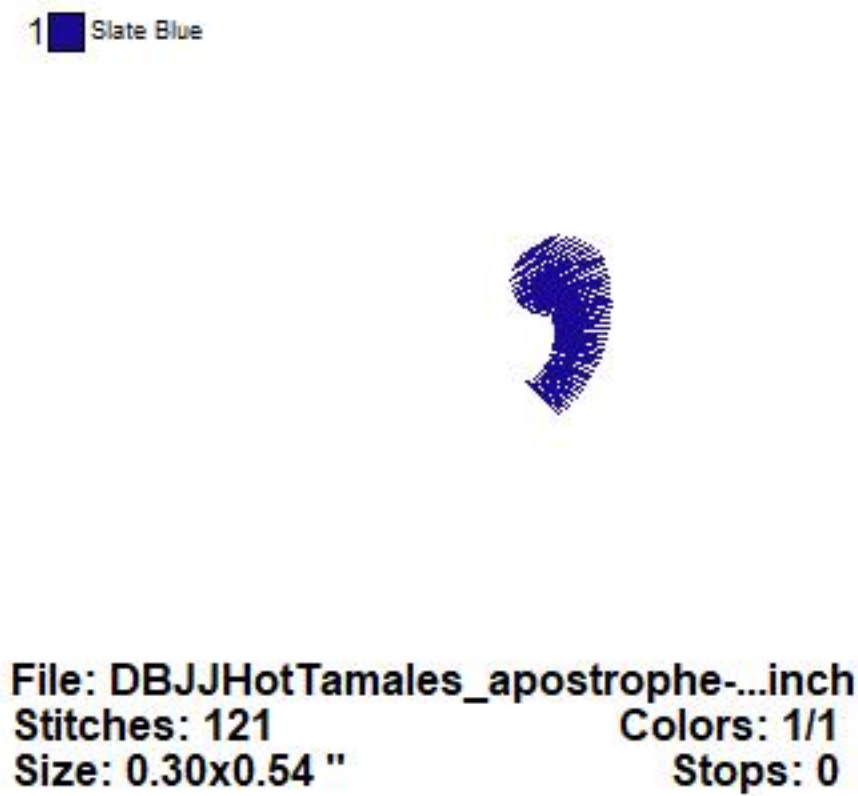 1 Slate Blue
File: DBJJHotTamales_apostrophe-...inch
Stitches: 121 Colors: 1/1
Size: 0.30x0.54 " Stops: 0